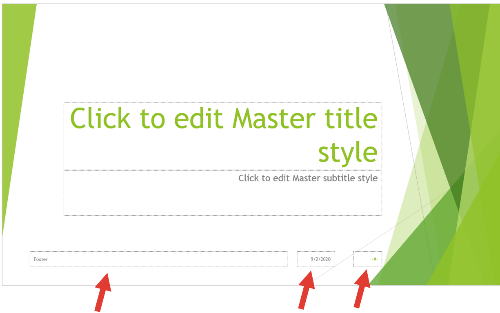 Click to edit Master title
style
Click to edit Master subtitle style
Footer 9/2/2020 ‹#›